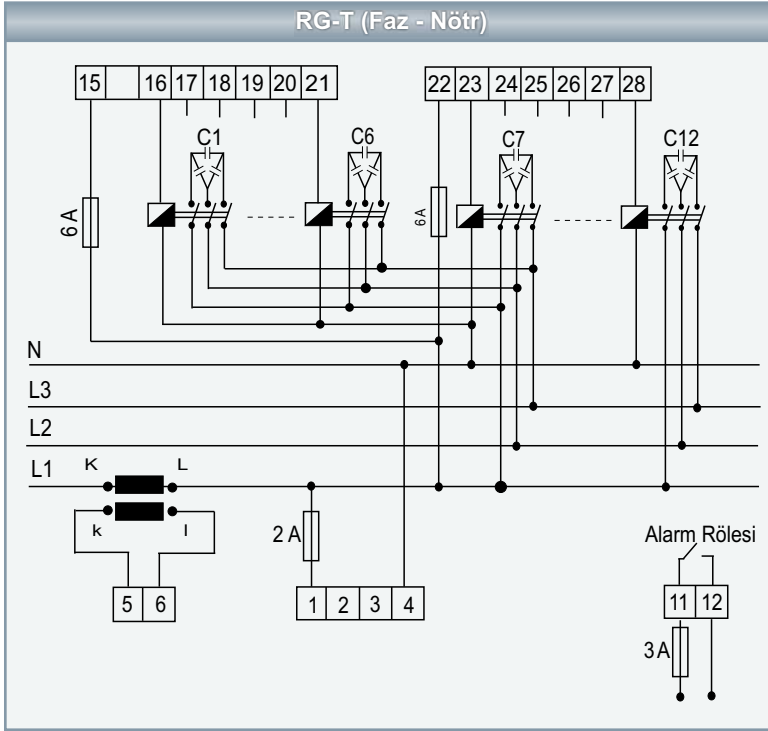 RG-T (Faz - Nötr)
15 16 17 18 19 20 21
22 23 24 25 26 27 28
C1 C6 C7 C12
6 A
6 A
N
L3
L2
L1
K L
k l
2 A
Alarm Rölesi
5 6
1 2 3 4
11 12
3 A